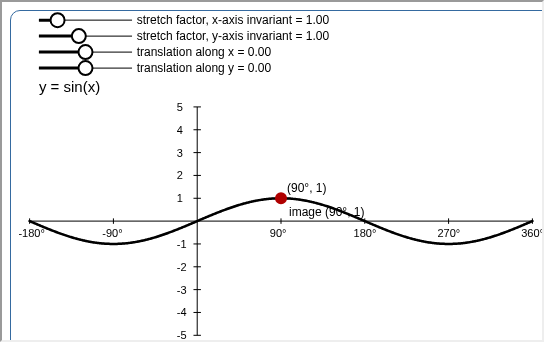 stretch factor, x-axis invariant = 1.00
stretch factor, y-axis invariant = 1.00
translation along x = 0.00
translation along y = 0.00
y = sin(x)
5
4
3
2
(90°, 1)
1
image (90°, 1)
-180°
-90°
90°
180°
270°
360°
-1
-2
-3
-4
-5